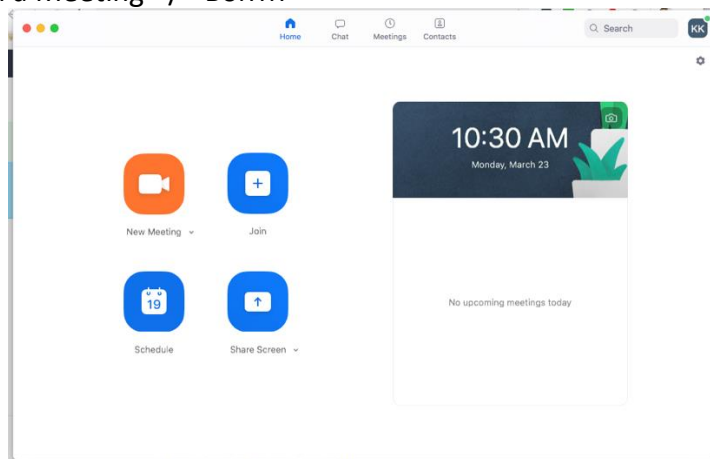 Home Chat Meetings Contacts
Search
KK
10:30 AM
Monday, March 23
New Meeting
Join
19
No upcoming meetings today
Schedule
Share Screen